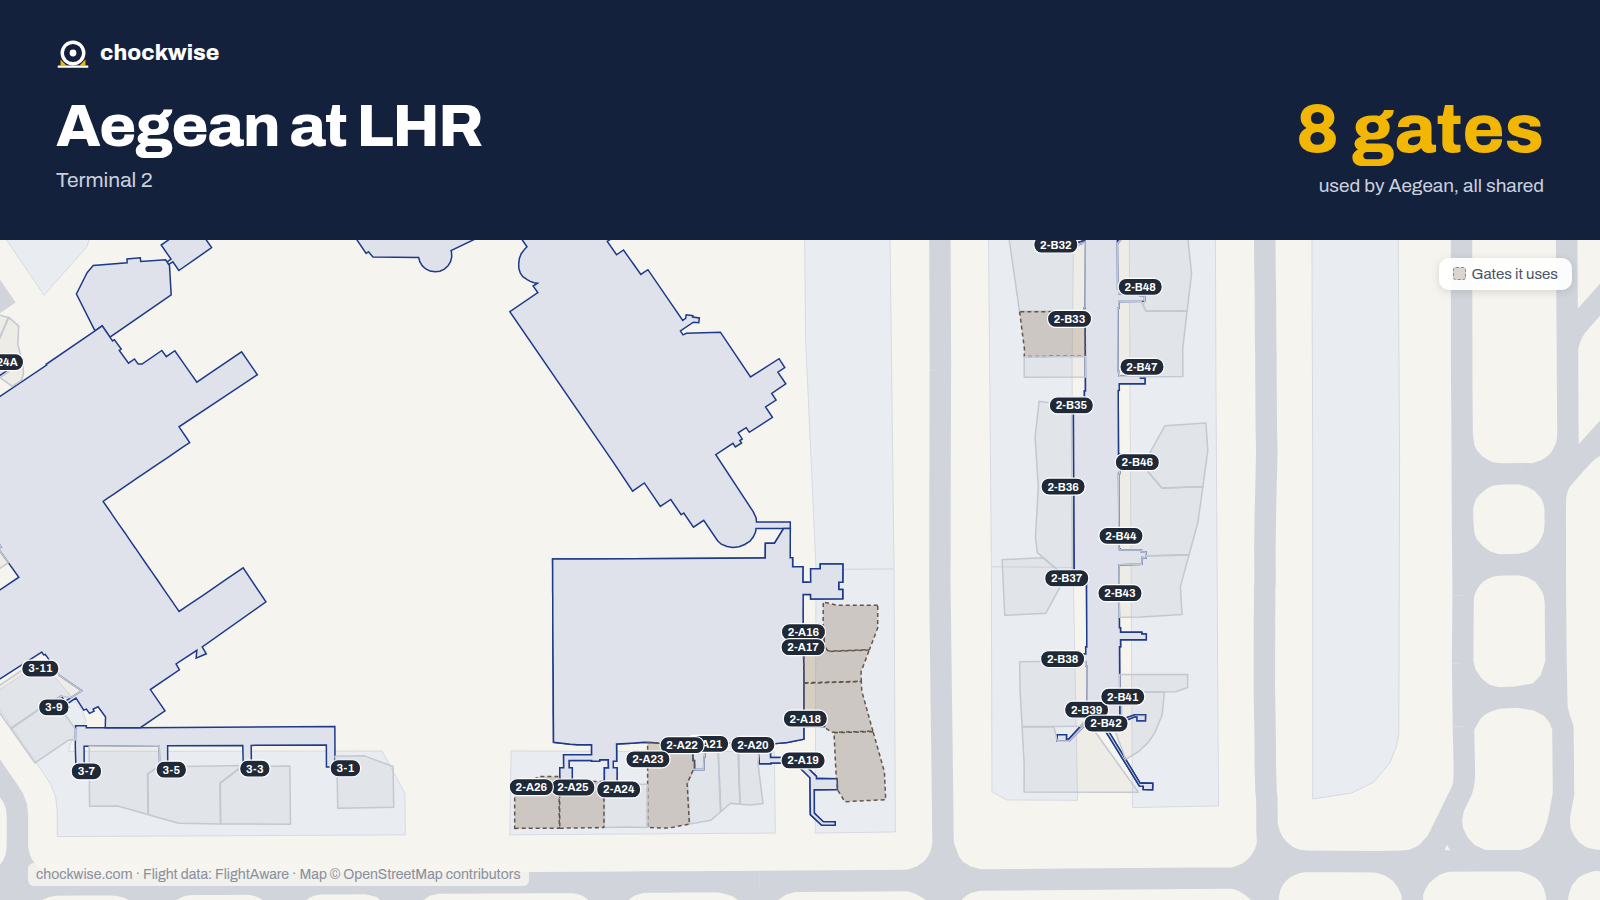 chockwise
Aegean at LHR
Terminal 2
8 gates
used by Aegean, all shared
Gates it uses
2-B32
2-B48
2-B33
24A
2-B47
2-B35
2-B46
2-B36
2-B44
2-B37
2-B43
2-A16
2-A17
2-B38
3-11
2-B41
3-9
2-B39
2-B42
2-A18
2-A22
A21
2-A20
2-A23
2-A19
3-7
3-5
3-3
3-1
2-A26
2-A25
2-A24
chockwise.com · Flight data: FlightAware · Map © OpenStreetMap contributors